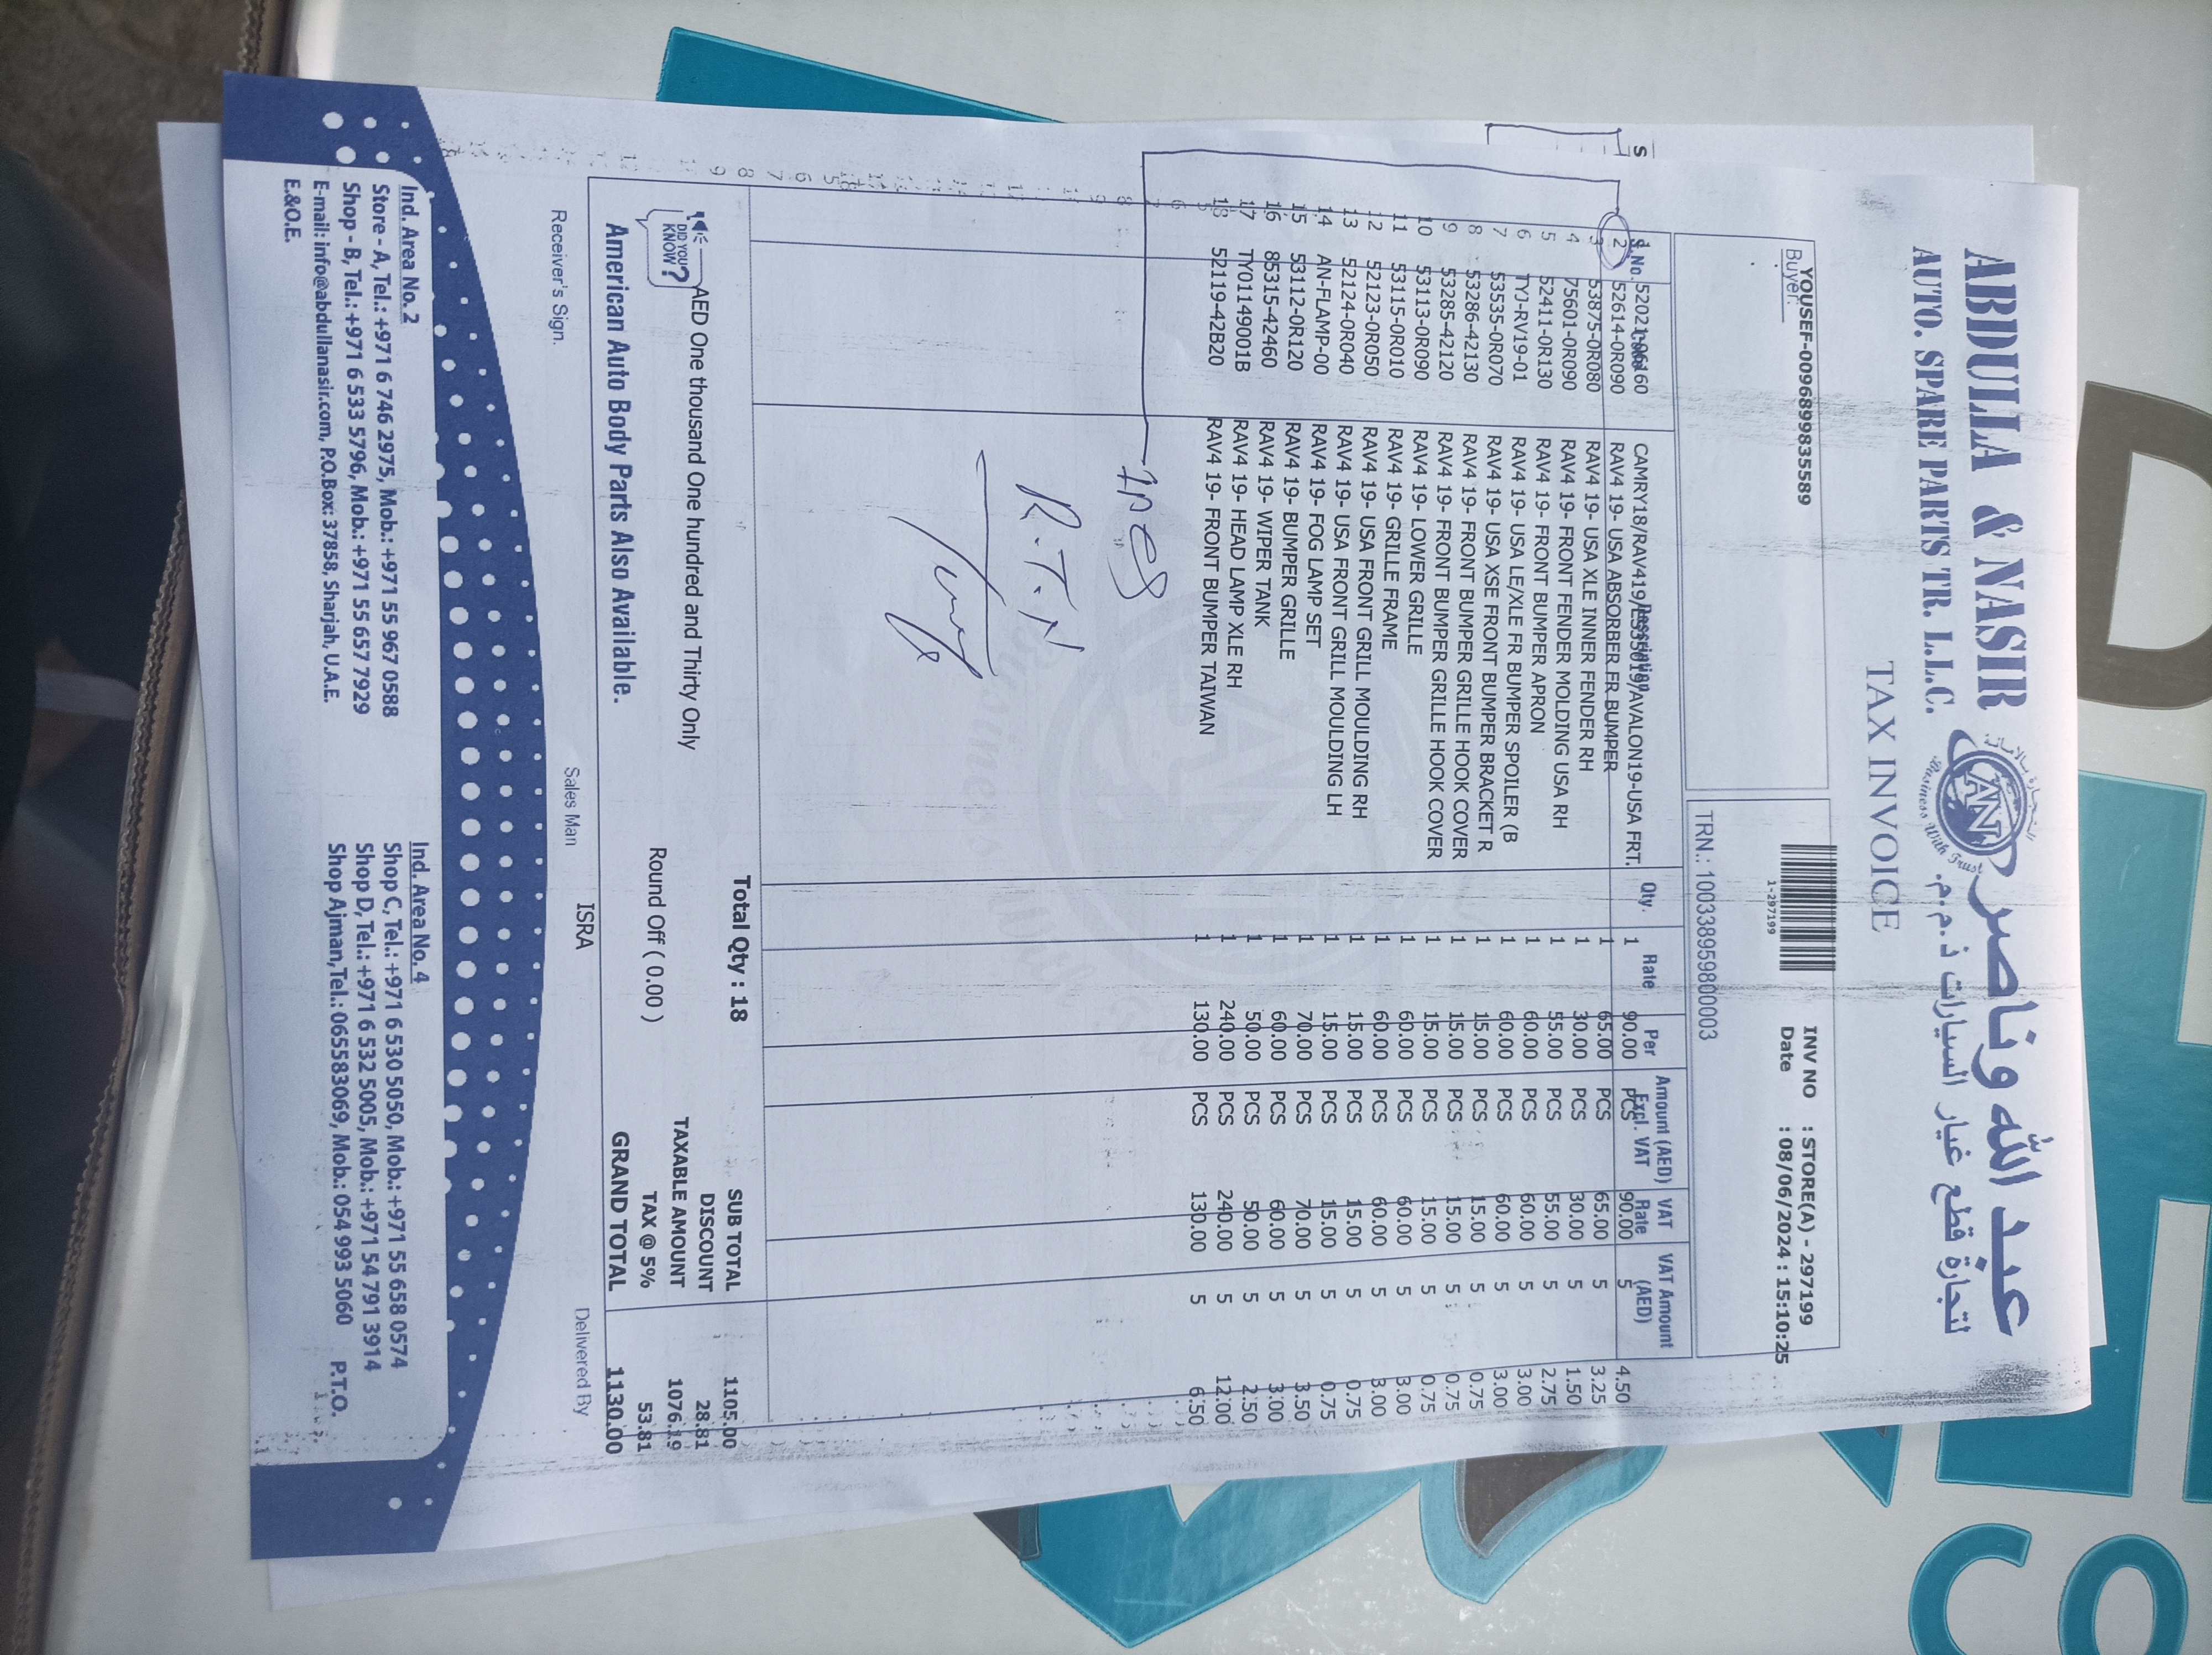 ABDULLA & NASIR
AUTO. SPARE PARTS TR. L.L.C.
عبد الله وناصر
لتجارة قطع غيار السيارات ذ.م.م.
AN
Business With Trust
TAX INVOICE
Buyer:
YOUSEF-0096899835589
1-297199
INV NO : STORE(A) - 297199
Date : 08/06/2024 : 15:10:25
TRN.: 100338959800003
S.No. Code Description Qty. Rate Per Amount (AED) Excl. VAT VAT Rate VAT Amount (AED)
1 52021-06160 CAMRY18/RAV419/ES35019/AVALON19-USA FRT. 1 90.00 PCS 90.00 5 4.50
2 52614-0R090 RAV4 19- USA ABSORBER FR BUMPER 1 65.00 PCS 65.00 5 3.25
3 53875-0R080 RAV4 19- USA XLE INNER FENDER RH 1 30.00 PCS 30.00 5 1.50
4 75601-0R090 RAV4 19- FRONT FENDER MOLDING USA RH 1 55.00 PCS 55.00 5 2.75
5 52411-0R130 RAV4 19- FRONT BUMPER APRON 1 60.00 PCS 60.00 5 3.00
6 TYJ-RV19-01 RAV4 19- USA LE/XLE FR BUMPER SPOILER (B 1 60.00 PCS 60.00 5 3.00
7 53535-0R070 RAV4 19- USA XSE FRONT BUMPER BRACKET R 1 15.00 PCS 15.00 5 0.75
8 53286-42130 RAV4 19- FRONT BUMPER GRILLE HOOK COVER 1 15.00 PCS 15.00 5 0.75
9 53285-42120 RAV4 19- FRONT BUMPER GRILLE HOOK COVER 1 15.00 PCS 15.00 5 0.75
10 53113-0R090 RAV4 19- LOWER GRILLE 1 60.00 PCS 60.00 5 3.00
11 53115-0R010 RAV4 19- GRILLE FRAME 1 60.00 PCS 60.00 5 3.00
12 52123-0R050 RAV4 19- USA FRONT GRILL MOULDING RH 1 15.00 PCS 15.00 5 0.75
13 52124-0R040 RAV4 19- USA FRONT GRILL MOULDING LH 1 15.00 PCS 15.00 5 0.75
14 AN-FLAMP-00 RAV4 19- FOG LAMP SET 1 70.00 PCS 70.00 5 3.50
15 53112-0R120 RAV4 19- BUMPER GRILLE 1 60.00 PCS 60.00 5 3.00
16 85315-42460 RAV4 19- WIPER TANK 1 50.00 PCS 50.00 5 2.50
17 TY01149001B RAV4 19- HEAD LAMP XLE RH 1 240.00 PCS 240.00 5 12.00
18 52119-42B20 RAV4 19- FRONT BUMPER TAIWAN 1 130.00 PCS 130.00 5 6.50
R.T.N
Total Qty : 18
SUB TOTAL 1105.00
DISCOUNT 28.81
AED One thousand One hundred and Thirty Only
TAXABLE AMOUNT 1076.19
DID YOU KNOW?
Round Off ( 0.00 )
TAX @ 5% 53.81
American Auto Body Parts Also Available.
GRAND TOTAL 1130.00
Receiver's Sign.
Sales Man
ISRA
Delivered By
Ind. Area No. 2
Store - A, Tel.: +971 6 746 2975, Mob.: +971 55 967 0588
Shop - B, Tel.: +971 6 533 5796, Mob.: +971 55 657 7929
E-mail: info@abdullanasir.com, P.O.Box: 37858, Sharjah, U.A.E.
E.&O.E.
Ind. Area No. 4
Shop C, Tel.: +971 6 530 5050, Mob.: +971 55 658 0574
Shop D, Tel.: +971 6 532 5005, Mob.: +971 54 791 3914
Shop Ajman, Tel.: 065583069, Mob.: 054 993 5060
P.T.O.